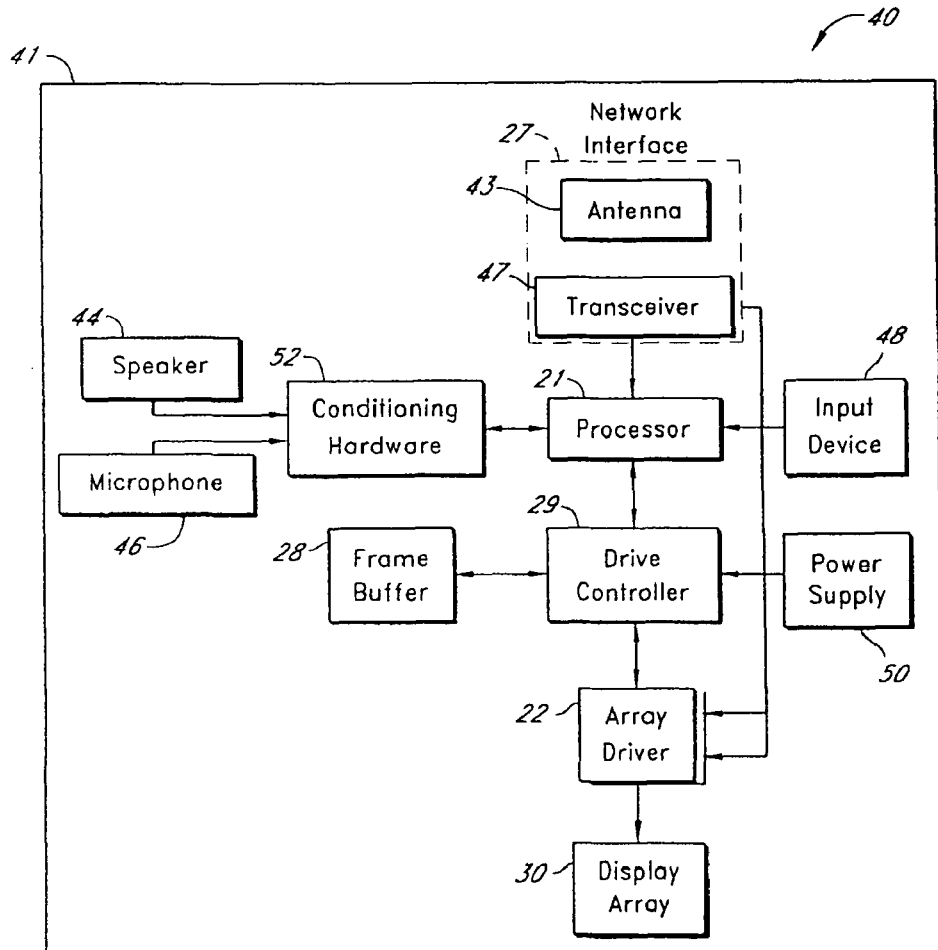 40
41
Network
Interface
27
43
Antenna
47
Transceiver
44
Speaker
52
Conditioning
Hardware
21
Processor
48
Input
Device
Microphone
46
28
Frame
Buffer
29
Drive
Controller
Power
Supply
50
22
Array
Driver
30
Display
Array